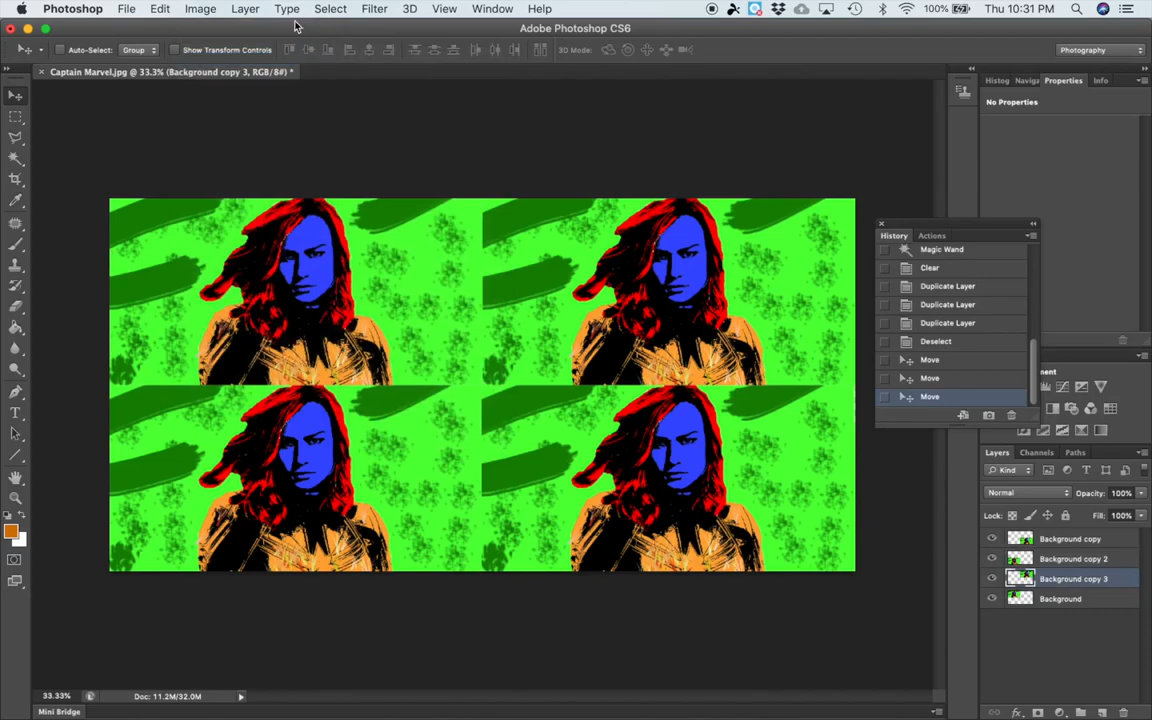 Photoshop File Edit Image Layer Type Select Filter 3D View Window Help 100% Thu 10:31 PM
Adobe Photoshop CS6
Auto-Select: Group Show Transform Controls 3D Mode: Photography
Captain Marvel.jpg @ 33.3% (Background copy 3, RGB/8#) *
Histog Naviga Properties Info
No Properties
History Actions
Magic Wand
Clear
Duplicate Layer
Duplicate Layer
Duplicate Layer
Deselect
Move
Move
Move
ment
Layers Channels Paths
Kind
Normal Opacity: 100%
Lock: Fill: 100%
Background copy
Background copy 2
Background copy 3
Background
33.33% Doc: 11.2M/32.0M
Mini Bridge